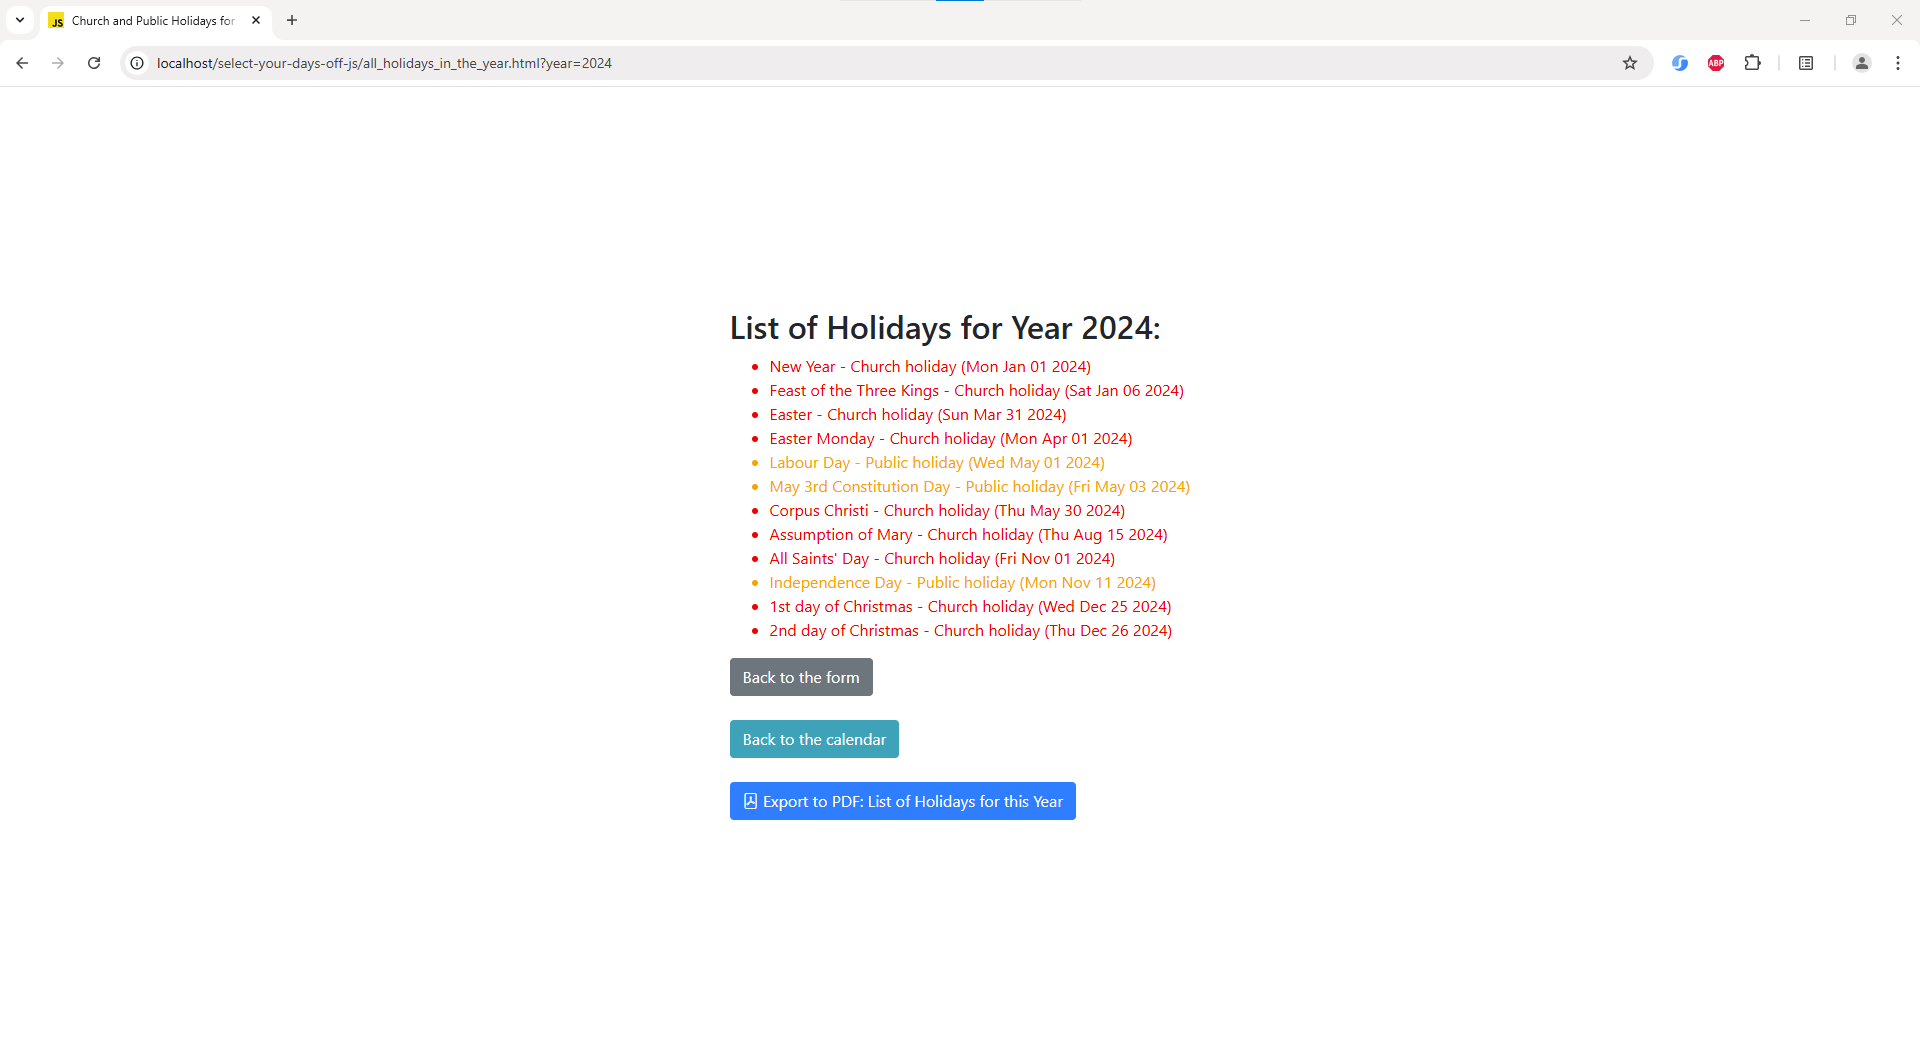 JS Church and Public Holidays for
localhost/select-your-days-off-js/all_holidays_in_the_year.html?year=2024
ABP
List of Holidays for Year 2024:
New Year - Church holiday (Mon Jan 01 2024)
Feast of the Three Kings - Church holiday (Sat Jan 06 2024)
Easter - Church holiday (Sun Mar 31 2024)
Easter Monday - Church holiday (Mon Apr 01 2024)
Labour Day - Public holiday (Wed May 01 2024)
May 3rd Constitution Day - Public holiday (Fri May 03 2024)
Corpus Christi - Church holiday (Thu May 30 2024)
Assumption of Mary - Church holiday (Thu Aug 15 2024)
All Saints' Day - Church holiday (Fri Nov 01 2024)
Independence Day - Public holiday (Mon Nov 11 2024)
1st day of Christmas - Church holiday (Wed Dec 25 2024)
2nd day of Christmas - Church holiday (Thu Dec 26 2024)
Back to the form
Back to the calendar
Export to PDF: List of Holidays for this Year